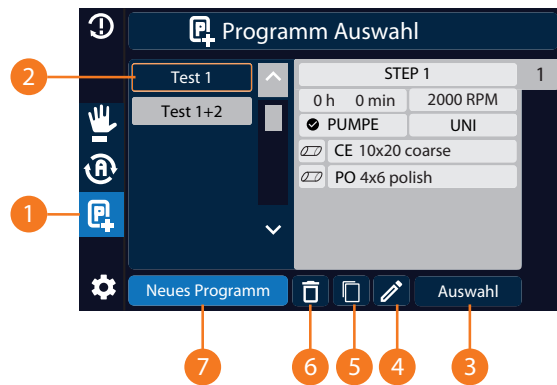 Programm Auswahl
2
Test 1
STEP 1
1
Test 1+2
0 h 0 min
2000 RPM
PUMPE
UNI
CE 10x20 coarse
A
PO 4x6 polish
1
P
Neues Programm
Auswahl
7
6
5
4
3